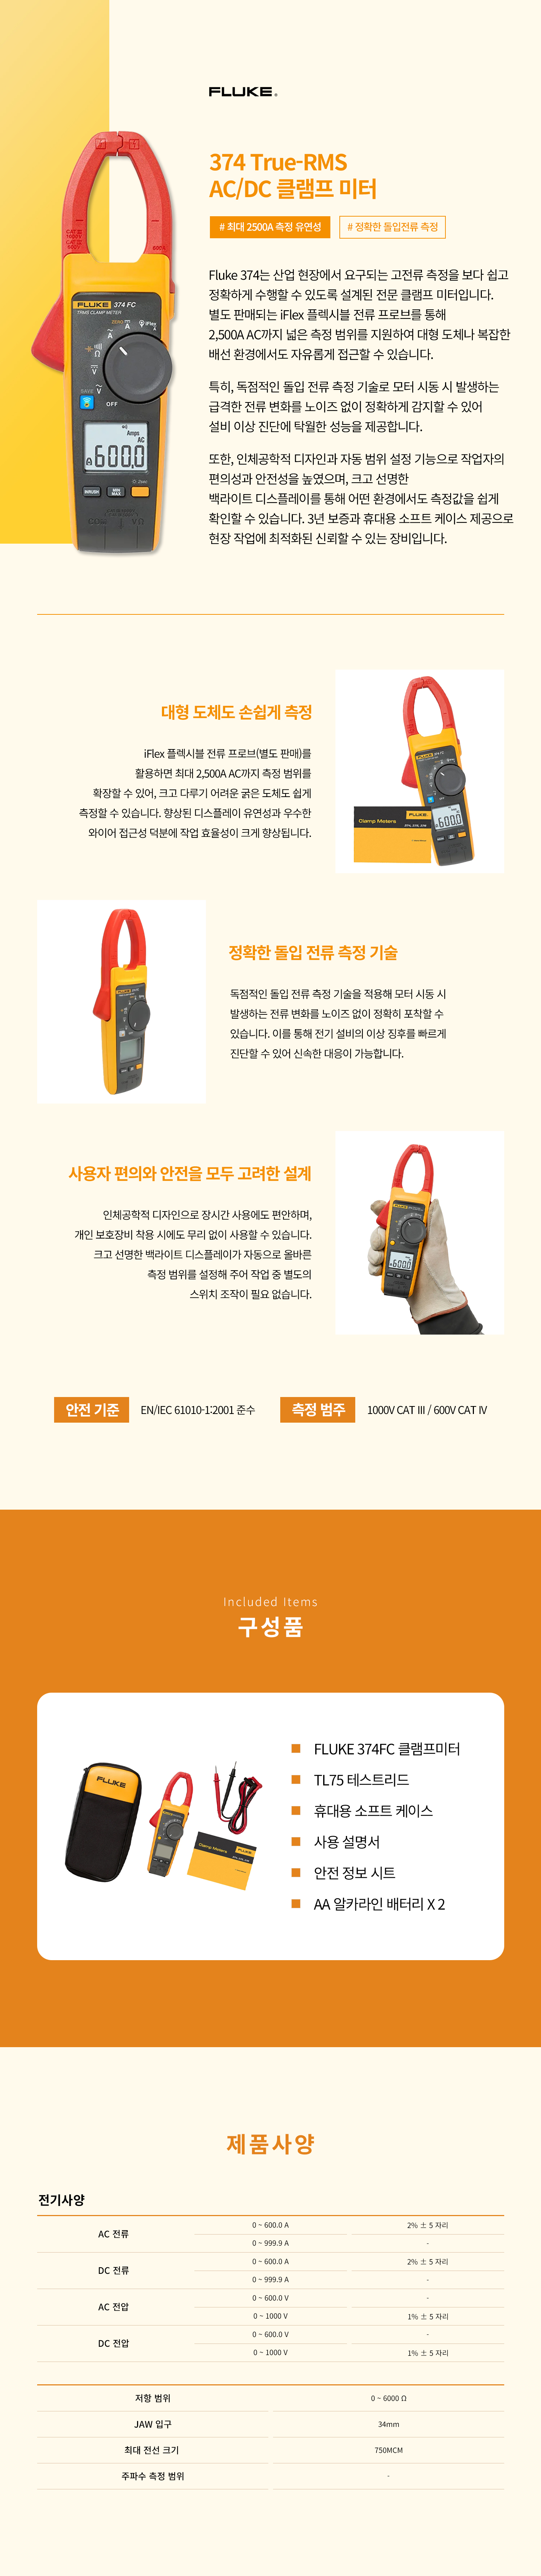 FLUKE®
374 True-RMS
AC/DC 클램프 미터
# 최대 2500A 측정 유연성
# 정확한 돌입전류 측정
Fluke 374는 산업 현장에서 요구되는 고전류 측정을 보다 쉽고
정확하게 수행할 수 있도록 설계된 전문 클램프 미터입니다.
별도 판매되는 iFlex 플렉시블 전류 프로브를 통해
2,500A AC까지 넓은 측정 범위를 지원하여 대형 도체나 복잡한
배선 환경에서도 자유롭게 접근할 수 있습니다.
특히, 독점적인 돌입 전류 측정 기술로 모터 시동 시 발생하는
급격한 전류 변화를 노이즈 없이 정확하게 감지할 수 있어
설비 이상 진단에 탁월한 성능을 제공합니다.
또한, 인체공학적 디자인과 자동 범위 설정 기능으로 작업자의
편의성과 안전성을 높였으며, 크고 선명한
백라이트 디스플레이를 통해 어떤 환경에서도 측정값을 쉽게
확인할 수 있습니다. 3년 보증과 휴대용 소프트 케이스 제공으로
현장 작업에 최적화된 신뢰할 수 있는 장비입니다.
CAT III
1000V
CAT IV
600V
FLUKE 374 FC
TRMS CLAMP METER
ZERO
iFlex
SAVE
OFF
Amps
AC
600.0
Zero
INRUSH
MIN
MAX
COM
VΩ
대형 도체도 손쉽게 측정
iFlex 플렉시블 전류 프로브(별도 판매)를
활용하면 최대 2,500A AC까지 측정 범위를
확장할 수 있어, 크고 다루기 어려운 굵은 도체도 쉽게
측정할 수 있습니다. 향상된 디스플레이 유연성과 우수한
와이어 접근성 덕분에 작업 효율성이 크게 향상됩니다.
FLUKE
Clamp Meters
600.0
정확한 돌입 전류 측정 기술
독점적인 돌입 전류 측정 기술을 적용해 모터 시동 시
발생하는 전류 변화를 노이즈 없이 정확히 포착할 수
있습니다. 이를 통해 전기 설비의 이상 징후를 빠르게
진단할 수 있어 신속한 대응이 가능합니다.
FLUKE
사용자 편의와 안전을 모두 고려한 설계
인체공학적 디자인으로 장시간 사용에도 편안하며,
개인 보호장비 착용 시에도 무리 없이 사용할 수 있습니다.
크고 선명한 백라이트 디스플레이가 자동으로 올바른
측정 범위를 설정해 주어 작업 중 별도의
스위치 조작이 필요 없습니다.
FLUKE
600.0
안전 기준 EN/IEC 61010-1:2001 준수
측정 범주 1000V CAT III / 600V CAT IV
Included Items
구성품
FLUKE
Clamp Meters
FLUKE
FLUKE 374FC 클램프미터
TL75 테스트리드
휴대용 소프트 케이스
사용 설명서
안전 정보 시트
AA 알카라인 배터리 X 2
제품사양
전기사양
AC 전류
0 ~ 600.0 A 2% ± 5 자리
0 ~ 999.9 A -
DC 전류
0 ~ 600.0 A 2% ± 5 자리
0 ~ 999.9 A -
AC 전압
0 ~ 600.0 V -
0 ~ 1000 V 1% ± 5 자리
DC 전압
0 ~ 600.0 V -
0 ~ 1000 V 1% ± 5 자리
저항 범위 0 ~ 6000 Ω
JAW 입구 34mm
최대 전선 크기 750MCM
주파수 측정 범위 -